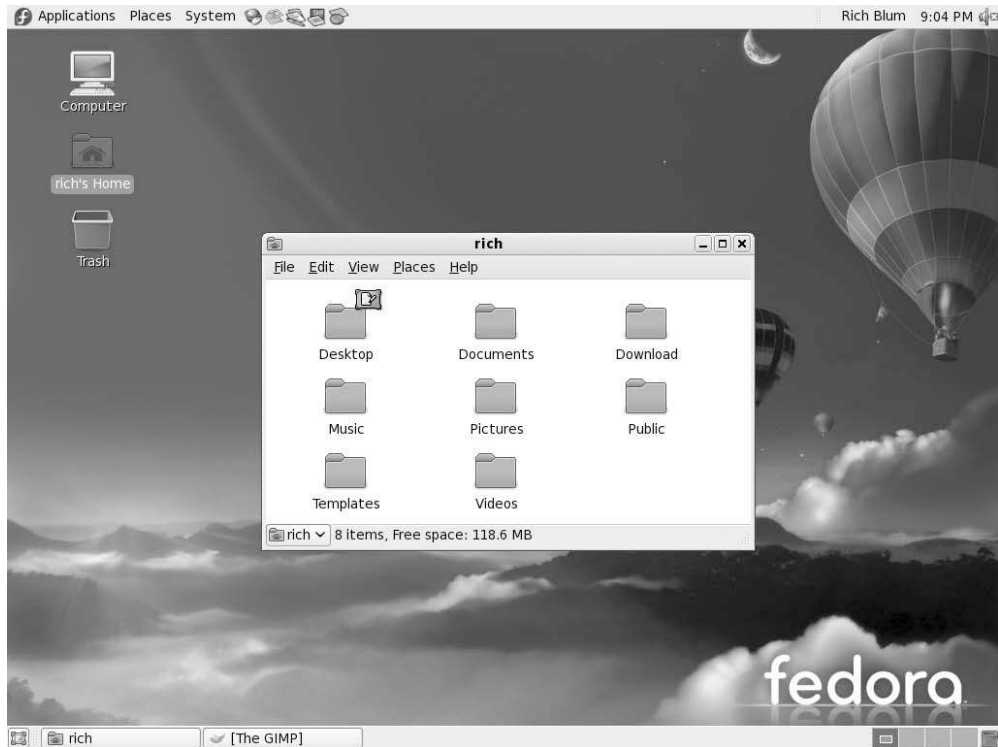 Applications Places System Rich Blum 9:04 PM
Computer
rich's Home
Trash
rich
File Edit View Places Help
Desktop Documents Download
Music Pictures Public
Templates Videos
rich 8 items, Free space: 118.6 MB
fedora
rich [The GIMP]